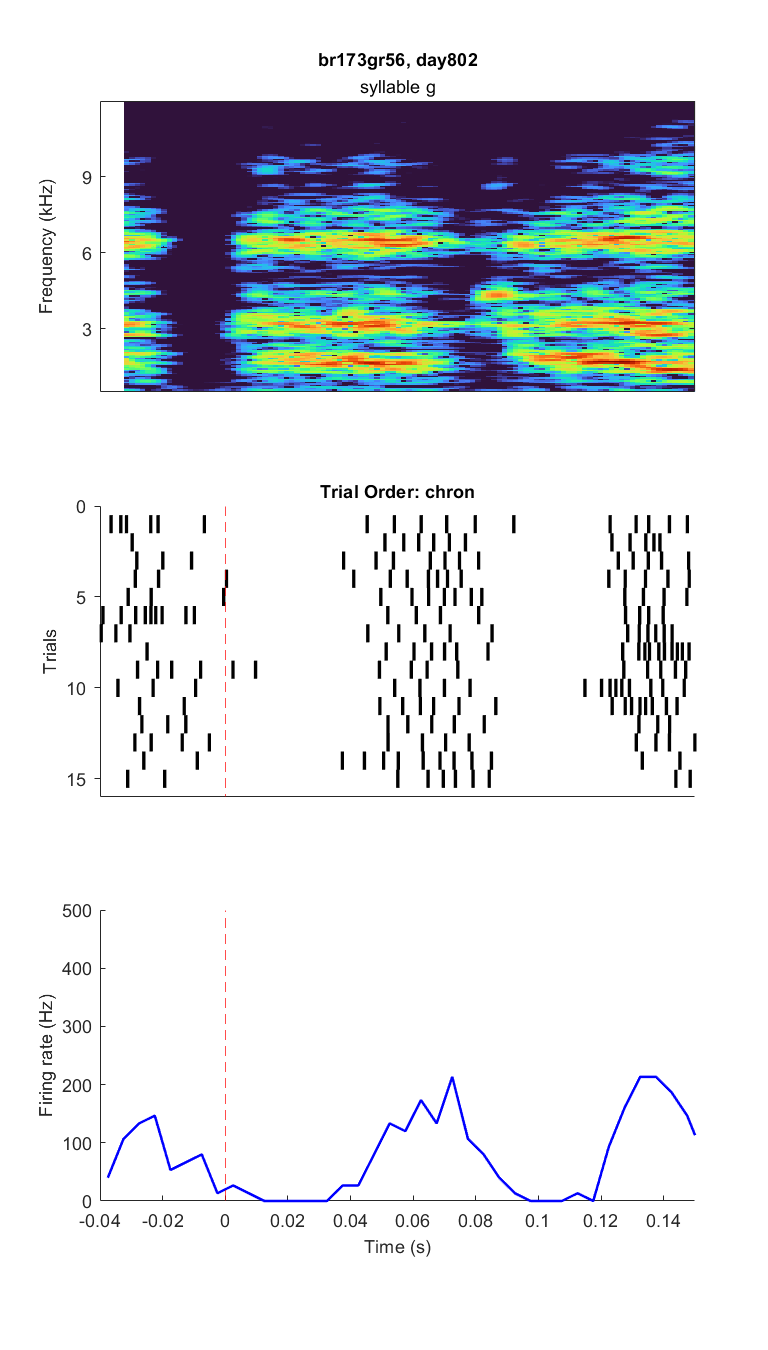 br173gr56, day802
syllable g
9
6
3
Frequency (kHz)
Trial Order: chron
0
5
10
15
Trials
500
400
300
200
100
0
Firing rate (Hz)
-0.04 -0.02 0 0.02 0.04 0.06 0.08 0.1 0.12 0.14
Time (s)